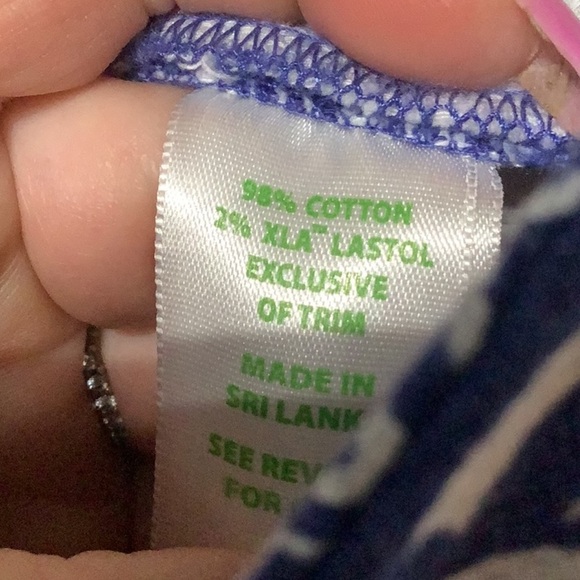 98% COTTON
2% XLA™ LASTOL
EXCLUSIVE
OF TRIM
MADE IN
SRI LANK
SEE REV
FOR